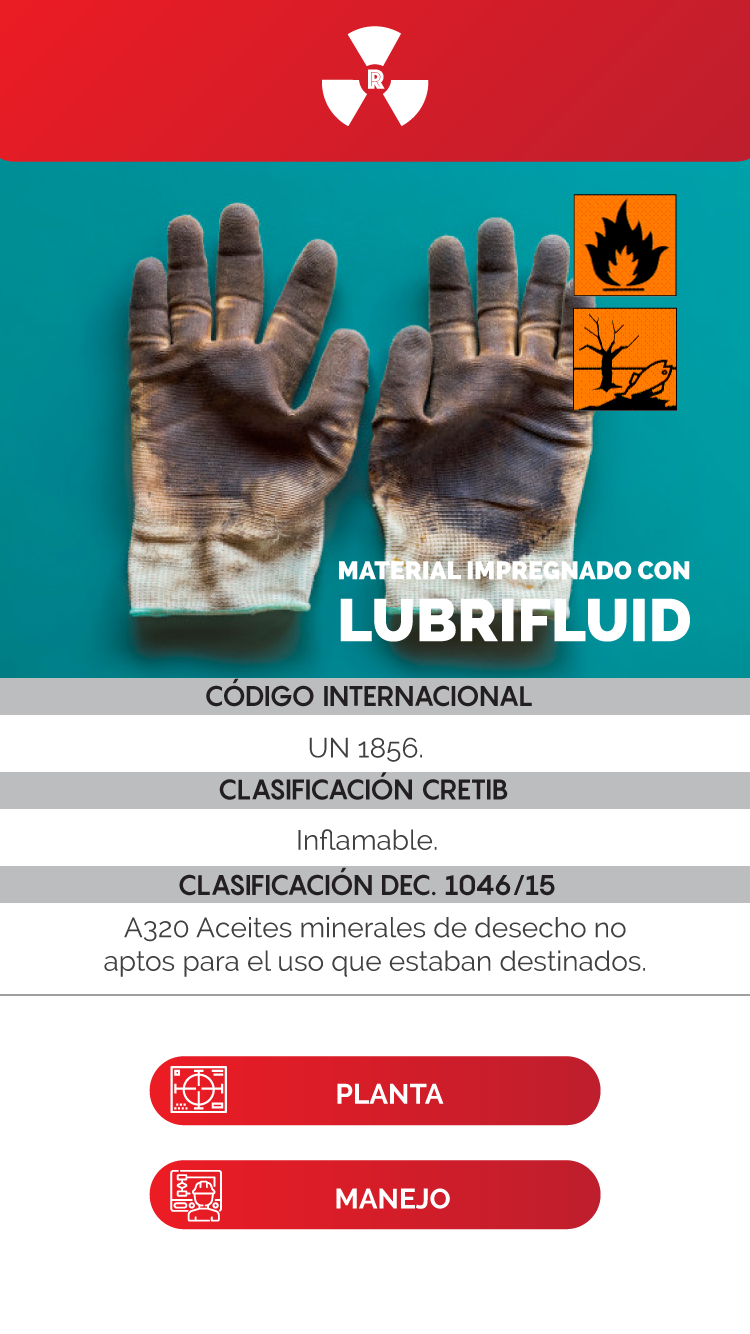 R
MATERIAL IMPREGNADO CON
LUBRIFLUID
CÓDIGO INTERNACIONAL
UN 1856.
CLASIFICACIÓN CRETIB
Inflamable.
CLASIFICACIÓN DEC. 1046/15
A320 Aceites minerales de desecho no
aptos para el uso que estaban destinados.
PLANTA
MANEJO